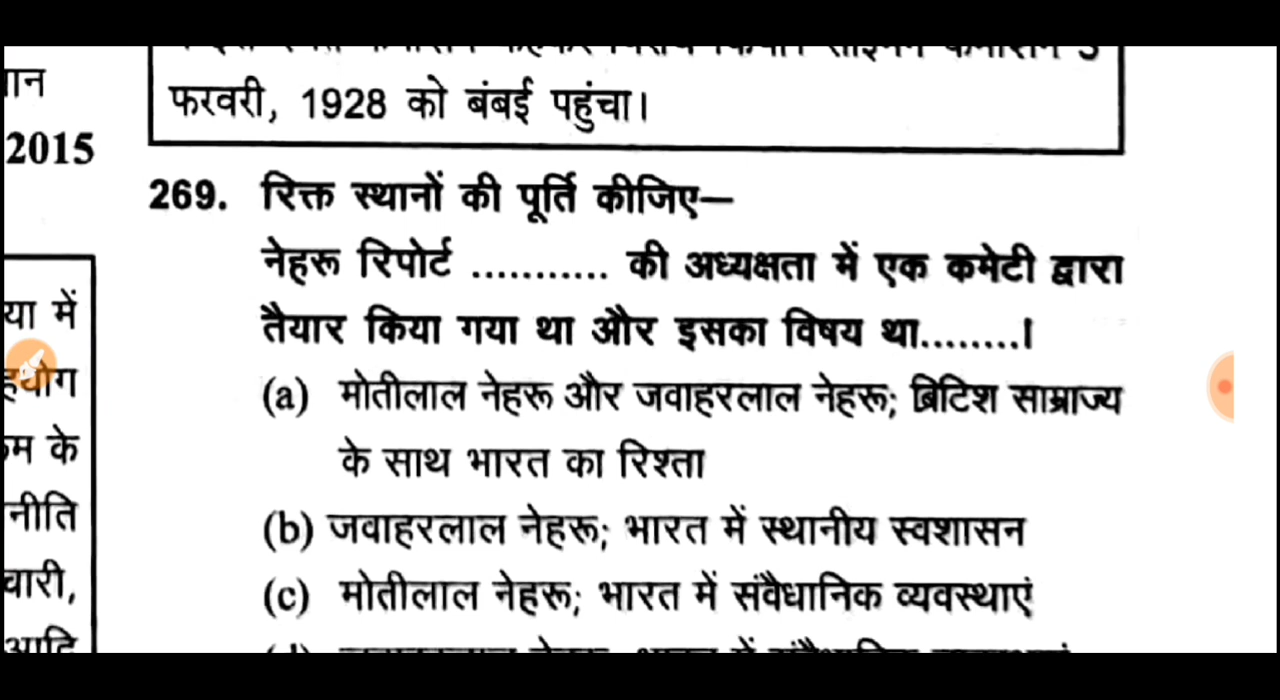 फरवरी, 1928 को बंबई पहुंचा।
2015
269. रिक्त स्थानों की पूर्ति कीजिए—
नेहरू रिपोर्ट ............ की अध्यक्षता में एक कमेटी द्वारा
तैयार किया गया था और इसका विषय था.........।
(a) मोतीलाल नेहरू और जवाहरलाल नेहरू; ब्रिटिश साम्राज्य
के साथ भारत का रिश्ता
(b) जवाहरलाल नेहरू; भारत में स्थानीय स्वशासन
(c) मोतीलाल नेहरू; भारत में संवैधानिक व्यवस्थाएं
या में
म के
नीति